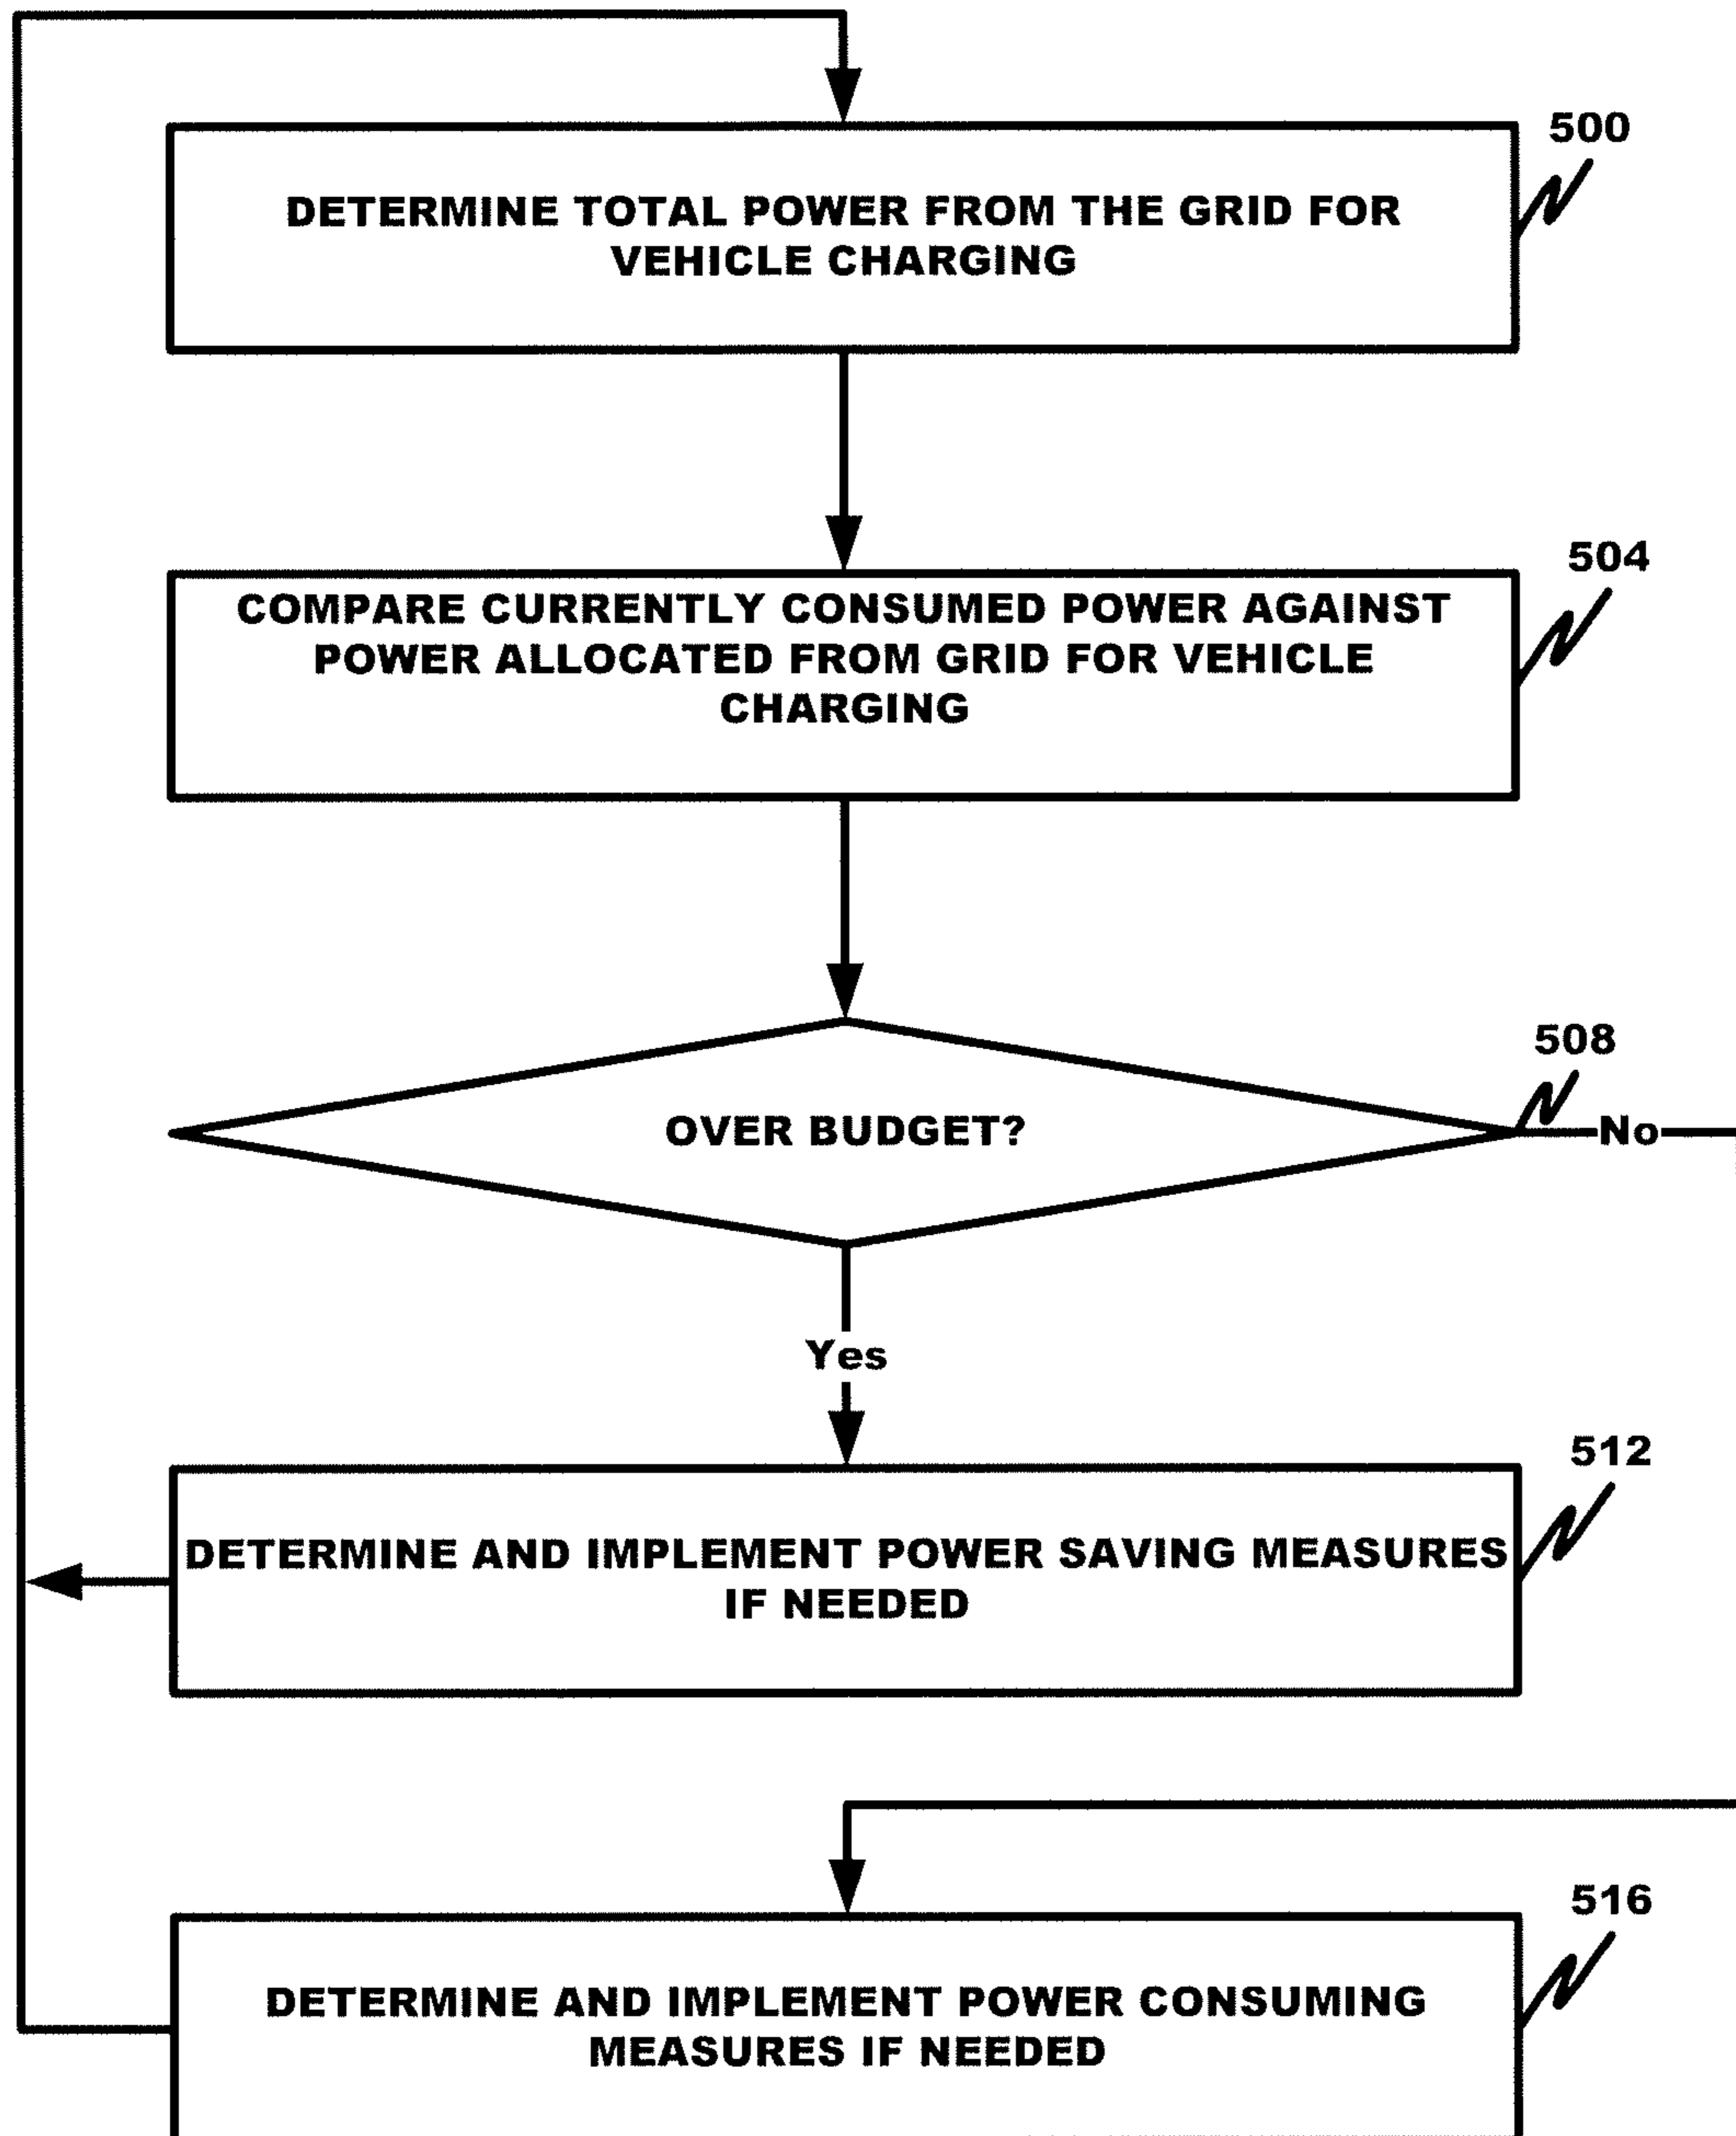 500
DETERMINE TOTAL POWER FROM THE GRID FOR
VEHICLE CHARGING
504
COMPARE CURRENTLY CONSUMED POWER AGAINST
POWER ALLOCATED FROM GRID FOR VEHICLE
CHARGING
508
OVER BUDGET?
No
Yes
512
DETERMINE AND IMPLEMENT POWER SAVING MEASURES
IF NEEDED
516
DETERMINE AND IMPLEMENT POWER CONSUMING
MEASURES IF NEEDED